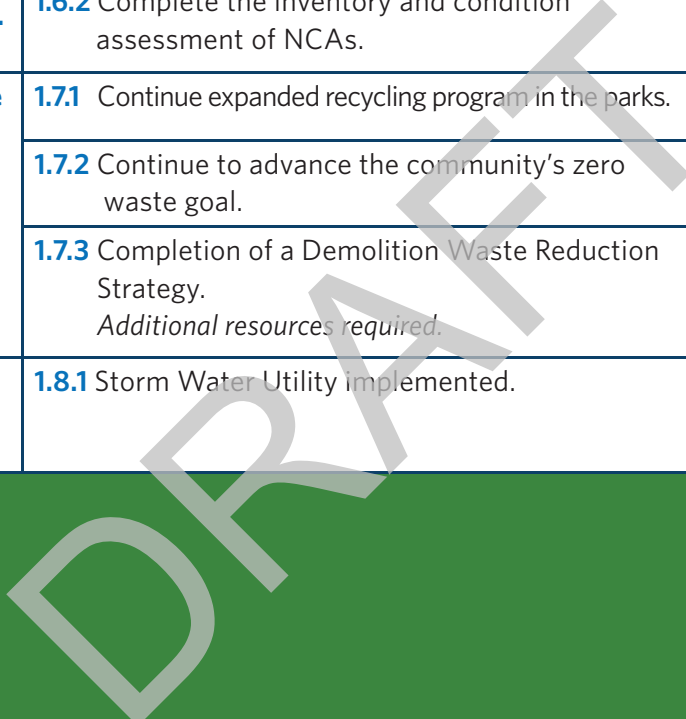 1.6.2 Complete the inventory and condition
assessment of NCAs.
1.7.1 Continue expanded recycling program in the parks.
1.7.2 Continue to advance the community's zero
waste goal.
1.7.3 Completion of a Demolition Waste Reduction
Strategy.
Additional resources required.
1.8.1 Storm Water Utility implemented.
DRAFT